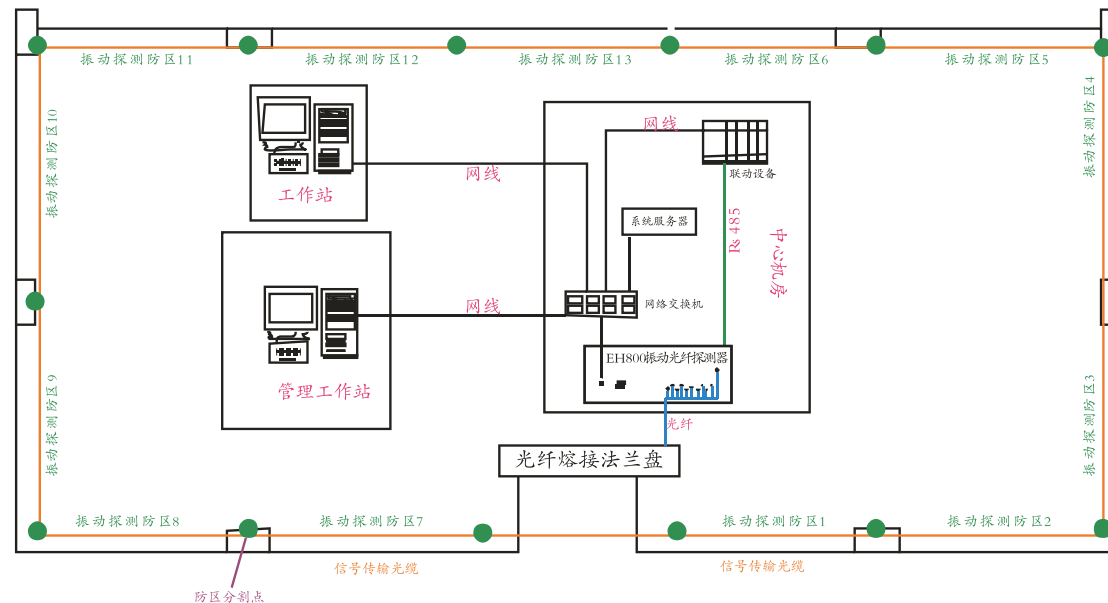 振动探测防区11
振动探测防区12
振动探测防区13
振动探测防区6
振动探测防区5
振动探测防区10
振动探测防区4
网线
联动设备
网线
工作站
系统服务器
Rs 485
中心机房
网线
网络交换机
EH800振动光纤探测器
管理工作站
振动探测防区9
振动探测防区3
光纤
光纤熔接法兰盘
振动探测防区8
振动探测防区7
振动探测防区1
振动探测防区2
信号传输光缆
信号传输光缆
防区分割点